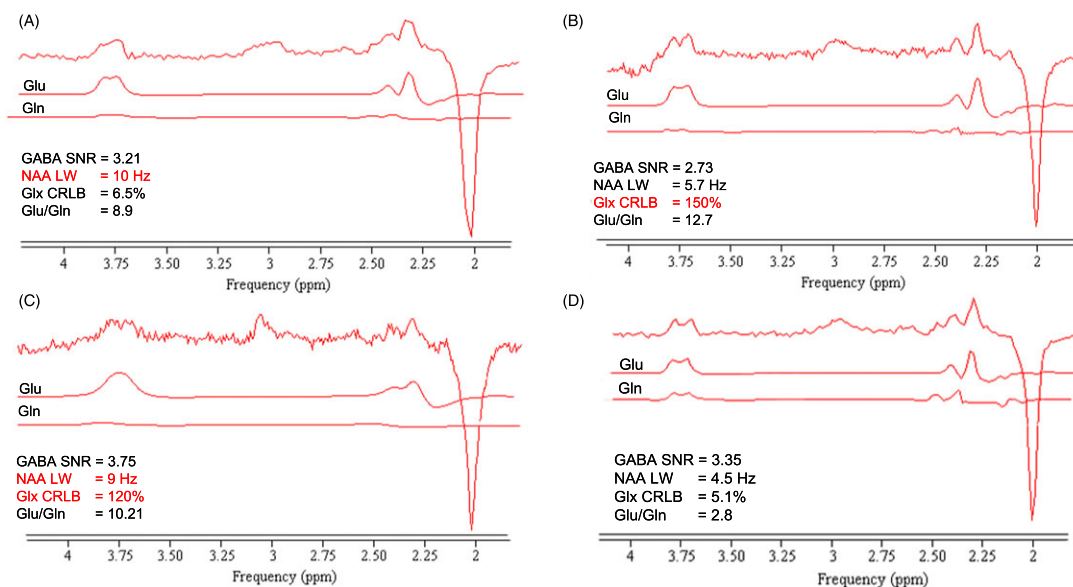 (A)
Glu
Gln
GABA SNR = 3.21
NAA LW = 10 Hz
Glx CRLB = 6.5%
Glu/Gln = 8.9
4 3.75 3.50 3.25 3 2.75 2.50 2.25 2
Frequency (ppm)
(B)
Glu
Gln
GABA SNR = 2.73
NAA LW = 5.7 Hz
Glx CRLB = 150%
Glu/Gln = 12.7
4 3.75 3.50 3.25 3 2.75 2.50 2.25 2
Frequency (ppm)
(C)
Glu
Gln
GABA SNR = 3.75
NAA LW = 9 Hz
Glx CRLB = 120%
Glu/Gln = 10.21
4 3.75 3.50 3.25 3 2.75 2.50 2.25 2
Frequency (ppm)
(D)
Glu
Gln
GABA SNR = 3.35
NAA LW = 4.5 Hz
Glx CRLB = 5.1%
Glu/Gln = 2.8
4 3.75 3.50 3.25 3 2.75 2.50 2.25 2
Frequency (ppm)